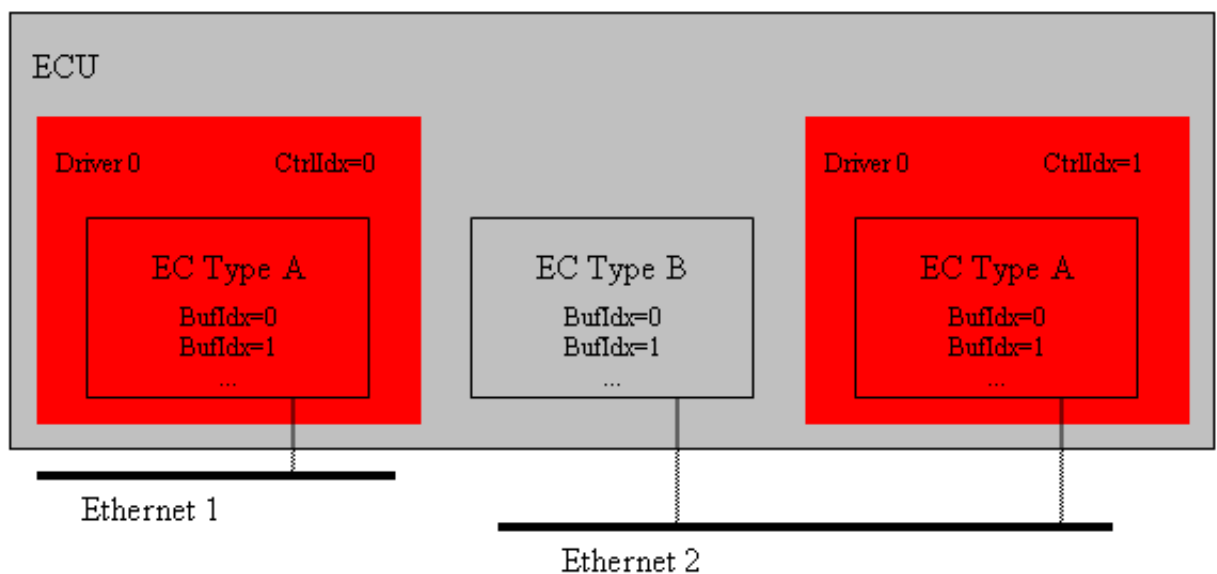 ECU
Driver 0 CtrlIdx=0
EC Type A
BufIdx=0
BufIdx=1
...
EC Type B
BufIdx=0
BufIdx=1
...
Driver 0 CtrlIdx=1
EC Type A
BufIdx=0
BufIdx=1
...
Ethernet 1
Ethernet 2